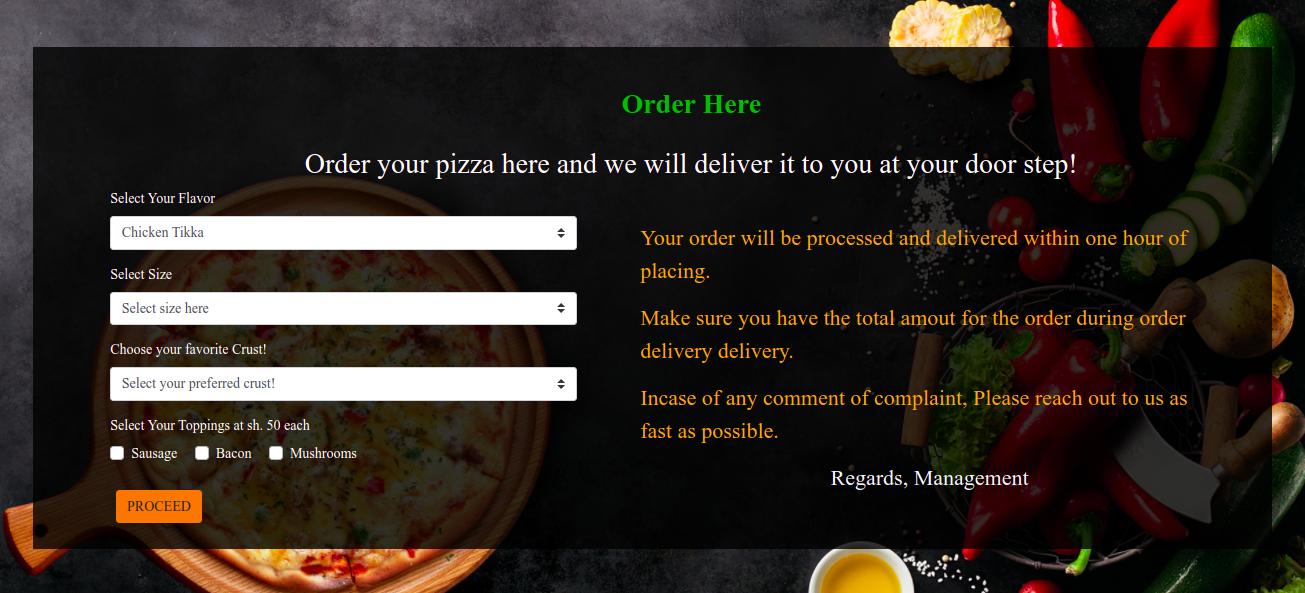 Order Here
Order your pizza here and we will deliver it to you at your door step!
Select Your Flavor
Chicken Tikka
Select Size
Select size here
Choose your favorite Crust!
Select your preferred crust!
Select Your Toppings at sh. 50 each
Sausage Bacon Mushrooms
PROCEED
Your order will be processed and delivered within one hour of
placing.
Make sure you have the total amout for the order during order
delivery delivery.
Incase of any comment of complaint, Please reach out to us as
fast as possible.
Regards, Management